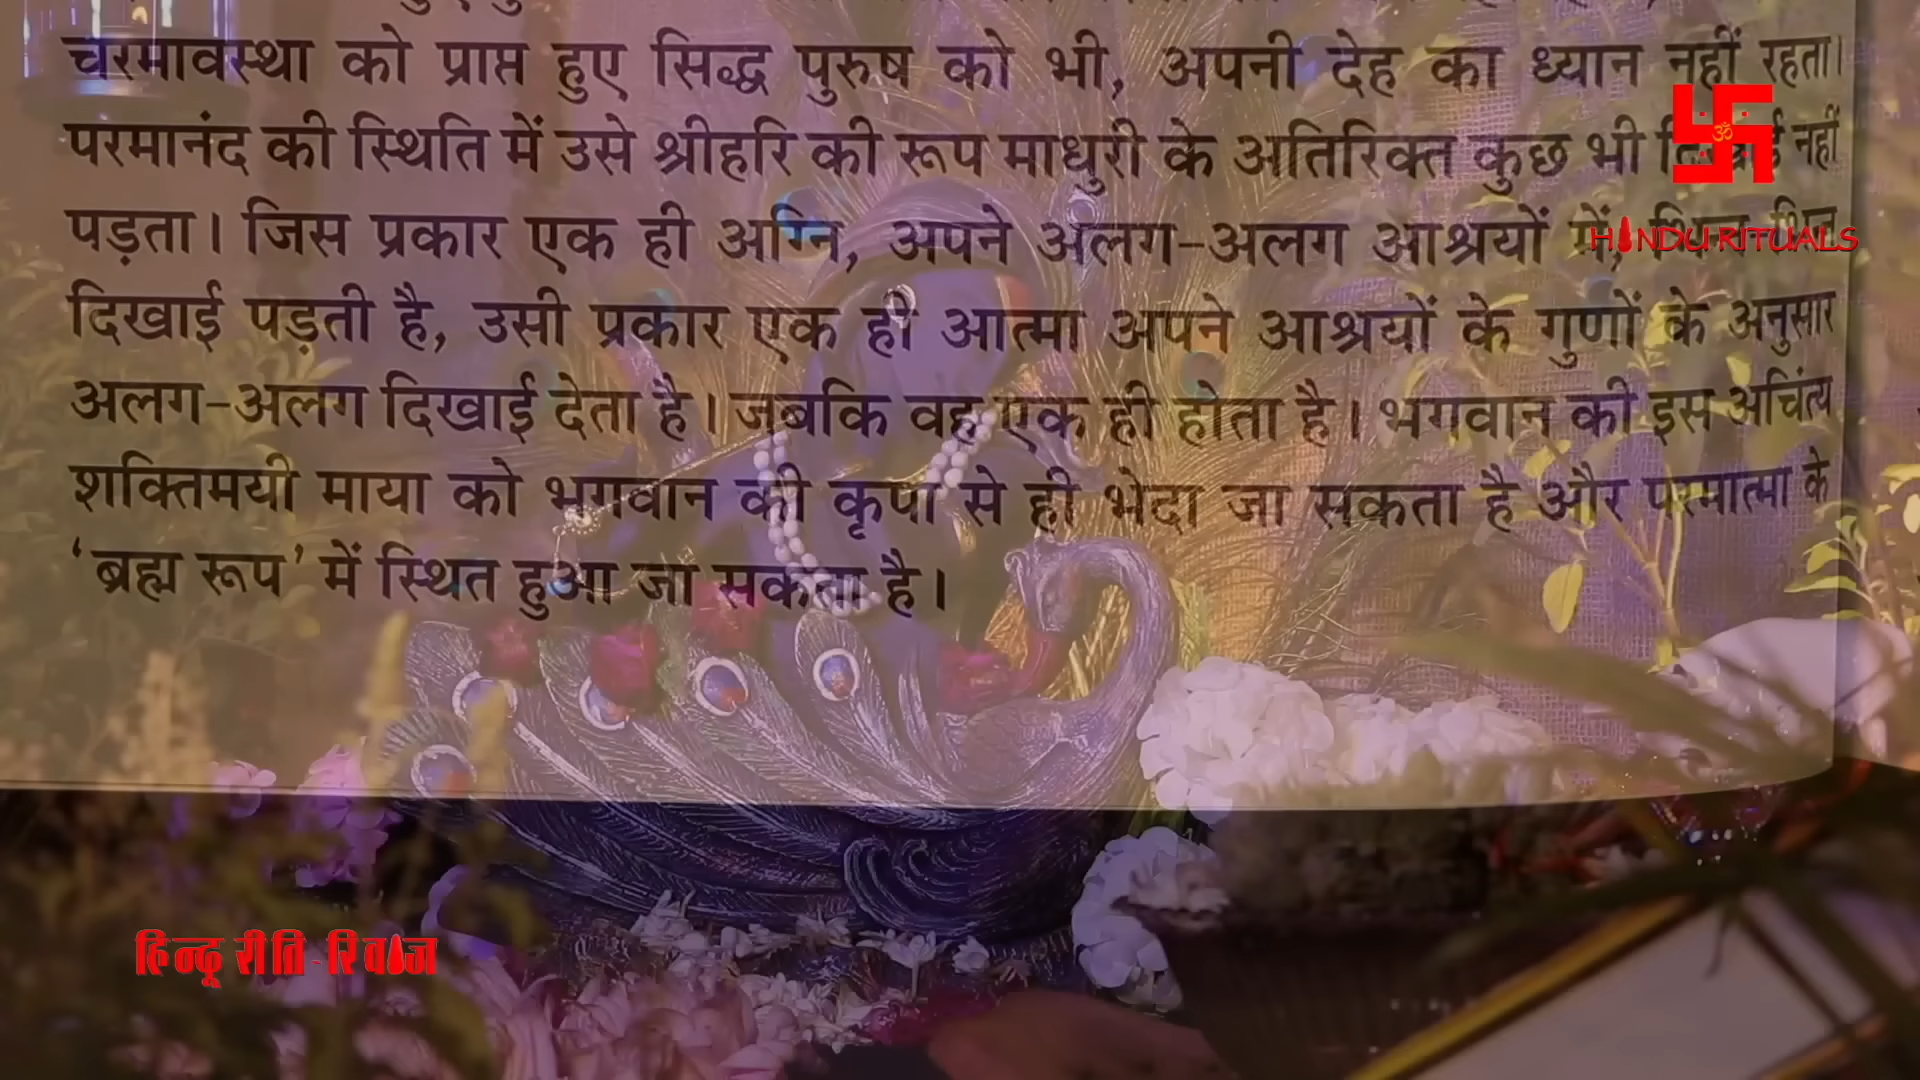 चरमावस्था को प्राप्त हुए सिद्ध पुरुष को भी, अपनी देह का ध्यान नहीं रहता।
परमानंद की स्थिति में उसे श्रीहरि की रूप माधुरी के अतिरिक्त कुछ भी नहीं
पड़ता। जिस प्रकार एक ही अग्नि, अपने अलग-अलग आश्रयों में,
HINDU RITUALS
दिखाई पड़ती है, उसी प्रकार एक ही आत्मा अपने आश्रयों के गुणों के अनुसार
अलग-अलग दिखाई देता है। जबकि वह एक ही होता है। भगवान की इस अचिंत्य
शक्तिमयी माया को भगवान की कृपा से ही भेदा जा सकता है और परमात्मा के
‘ब्रह्म रूप’ में स्थित हुआ जा सकता है।
हिन्दू रीति-रिवाज